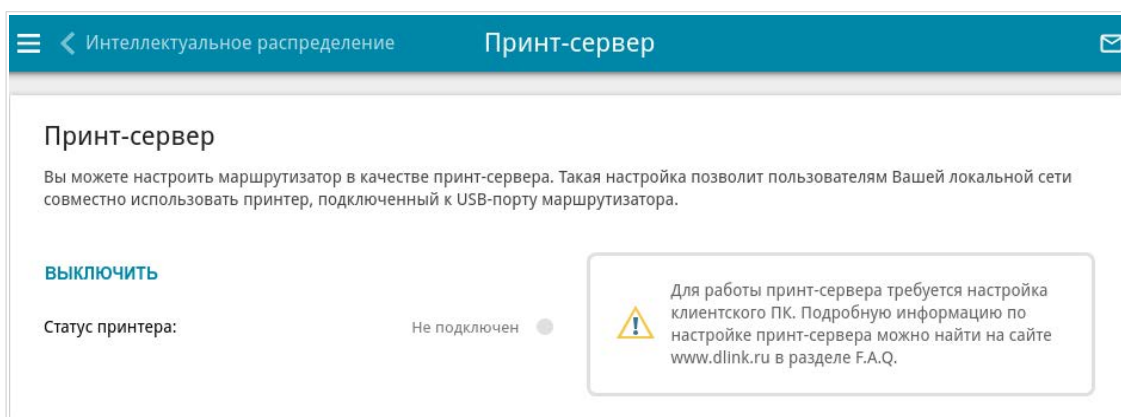 Интеллектуальное распределение
Принт-сервер
Принт-сервер
Вы можете настроить маршрутизатор в качестве принт-сервера. Такая настройка позволит пользователям Вашей локальной сети
совместно использовать принтер, подключенный к USB-порту маршрутизатора.
ВЫКЛЮЧИТЬ
Статус принтера:
Не подключен
Для работы принт-сервера требуется настройка
клиентского ПК. Подробную информацию по
настройке принт-сервера можно найти на сайте
www.dlink.ru в разделе F.A.Q.